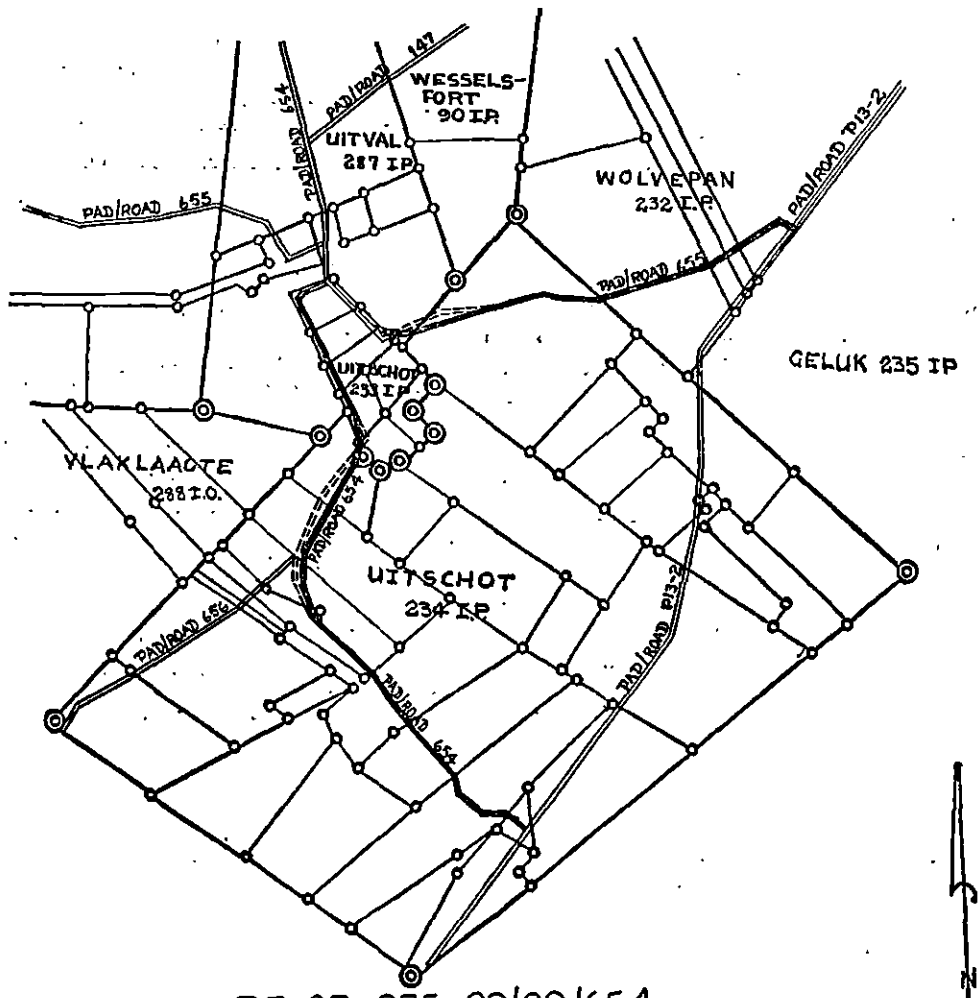 PAD/ROAD 654
PAD/ROAD 147
WESSELS-
FORT
90 I.P.
UITVAL
287 I.P.
WOLVEPAN
232 I.P.
PAD/ROAD P13-2
PAD/ROAD 655
PAD/ROAD 655
UITSCHOT
233 I.P.
GELUK 235 IP
VLAKLAAGTE
288 I.O.
PAD/ROAD 654
UITSCHOT
234 I.P.
PAD/ROAD 656
PAD/ROAD P13-2
PAD/ROAD
654
N